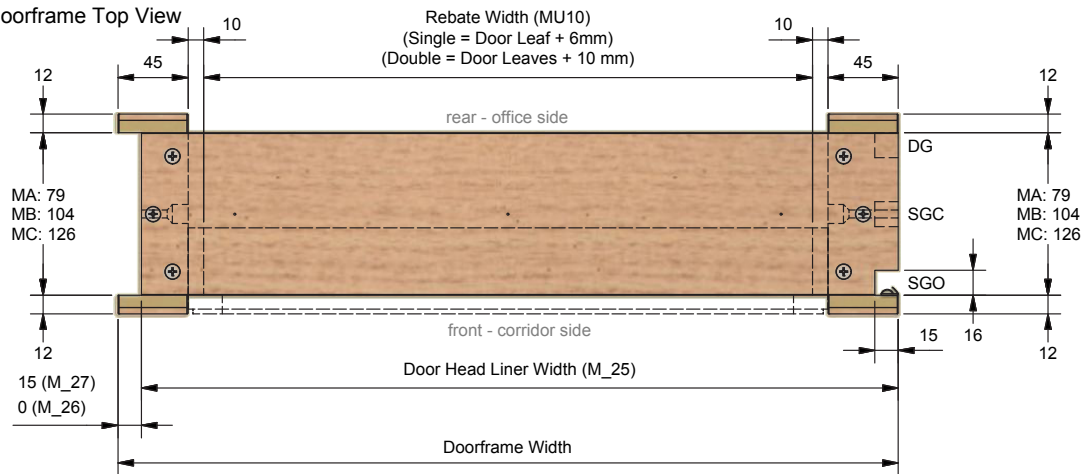 oorframe Top View
10
Rebate Width (MU10)
(Single = Door Leaf + 6mm)
(Double = Door Leaves + 10 mm)
10
45
45
12
12
rear - office side
DG
MA: 79
MB: 104
MC: 126
SGC
MA: 79
MB: 104
MC: 126
SGO
front - corridor side
12
15
16
12
15 (M_27)
0 (M_26)
Door Head Liner Width (M_25)
Doorframe Width